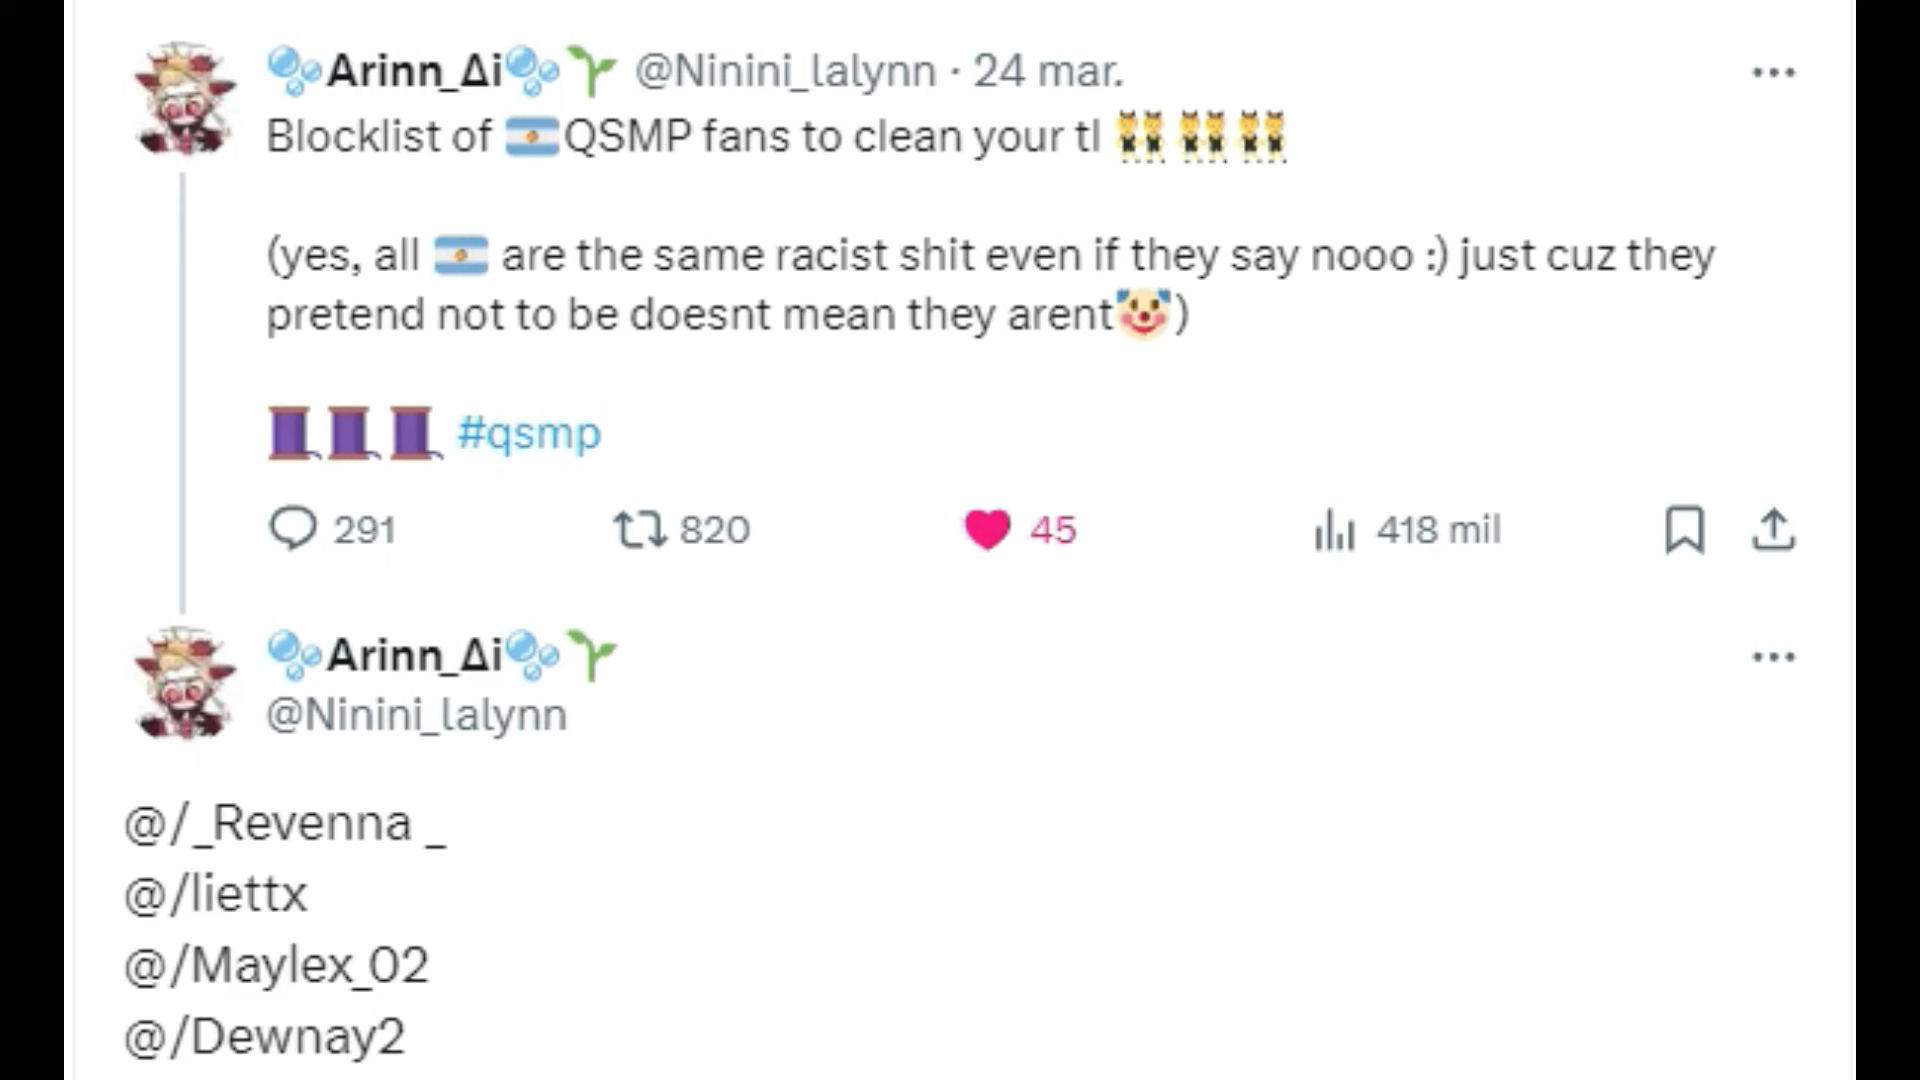 🫧Arinn_Δi🫧🌱 @Ninini_lalynn · 24 mar.
Blocklist of 🇦🇷QSMP fans to clean your tl 👯👯👯
(yes, all 🇦🇷 are the same racist shit even if they say nooo :) just cuz they
pretend not to be doesnt mean they arent🤡)
🧵🧵🧵 #qsmp
291 820 45 418 mil
🫧Arinn_Δi🫧🌱
@Ninini_lalynn
@/_Revenna _
@/liettx
@/Maylex_02
@/Dewnay2